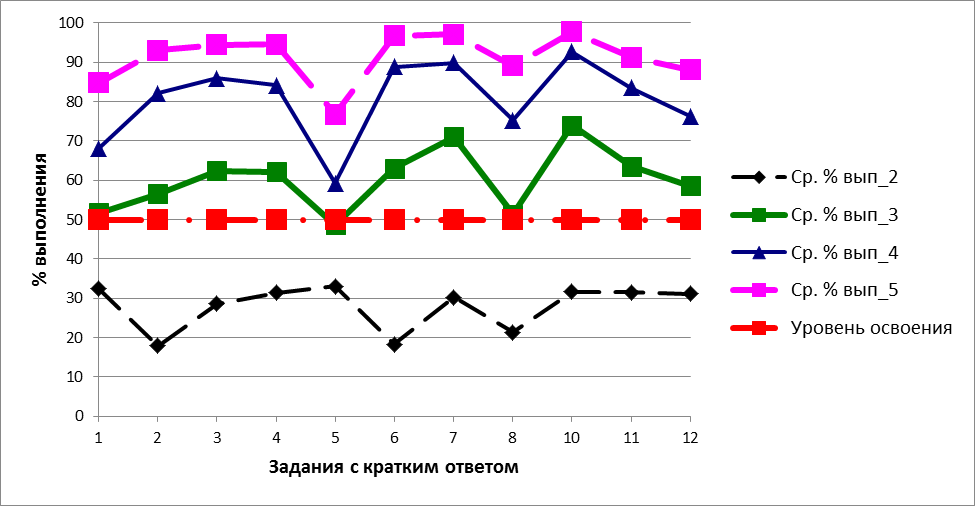 100
90
80
70
60
50
40
30
20
10
0
% выполнения
1 2 3 4 5 6 7 8 10 11 12
Задания с кратким ответом
Ср. % вып_2
Ср. % вып_3
Ср. % вып_4
Ср. % вып_5
Уровень освоения